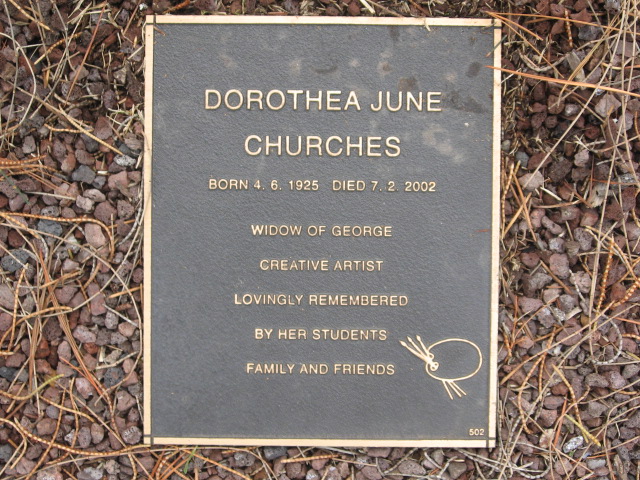 DOROTHEA JUNE
CHURCHES
BORN 4. 6. 1925 DIED 7. 2. 2002
WIDOW OF GEORGE
CREATIVE ARTIST
LOVINGLY REMEMBERED
BY HER STUDENTS
FAMILY AND FRIENDS
502